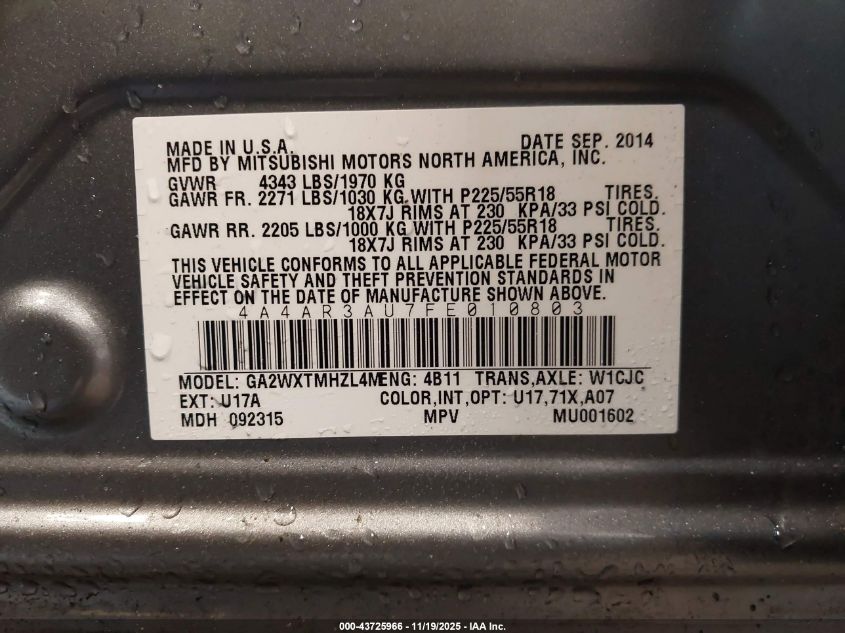 MADE IN U.S.A. DATE SEP. 2014
MFD BY MITSUBISHI MOTORS NORTH AMERICA, INC.
GVWR 4343 LBS/1970 KG
GAWR FR. 2271 LBS/1030 KG WITH P225/55R18 TIRES.
18X7J RIMS AT 230 KPA/33 PSI COLD.
GAWR RR. 2205 LBS/1000 KG WITH P225/55R18 TIRES.
18X7J RIMS AT 230 KPA/33 PSI COLD.
THIS VEHICLE CONFORMS TO ALL APPLICABLE FEDERAL MOTOR
VEHICLE SAFETY AND THEFT PREVENTION STANDARDS IN
EFFECT ON THE DATE OF MANUFACTURE SHOWN ABOVE.
4A4AR3AU7FE010803
MODEL: GA2WXTMHZL4M ENG: 4B11 TRANS,AXLE: W1CJC
EXT: U17A COLOR,INT,OPT: U17,71X,A07
MDH 092315 MPV MU001602
000-43725966 - 11/19/2025 - IAA Inc.